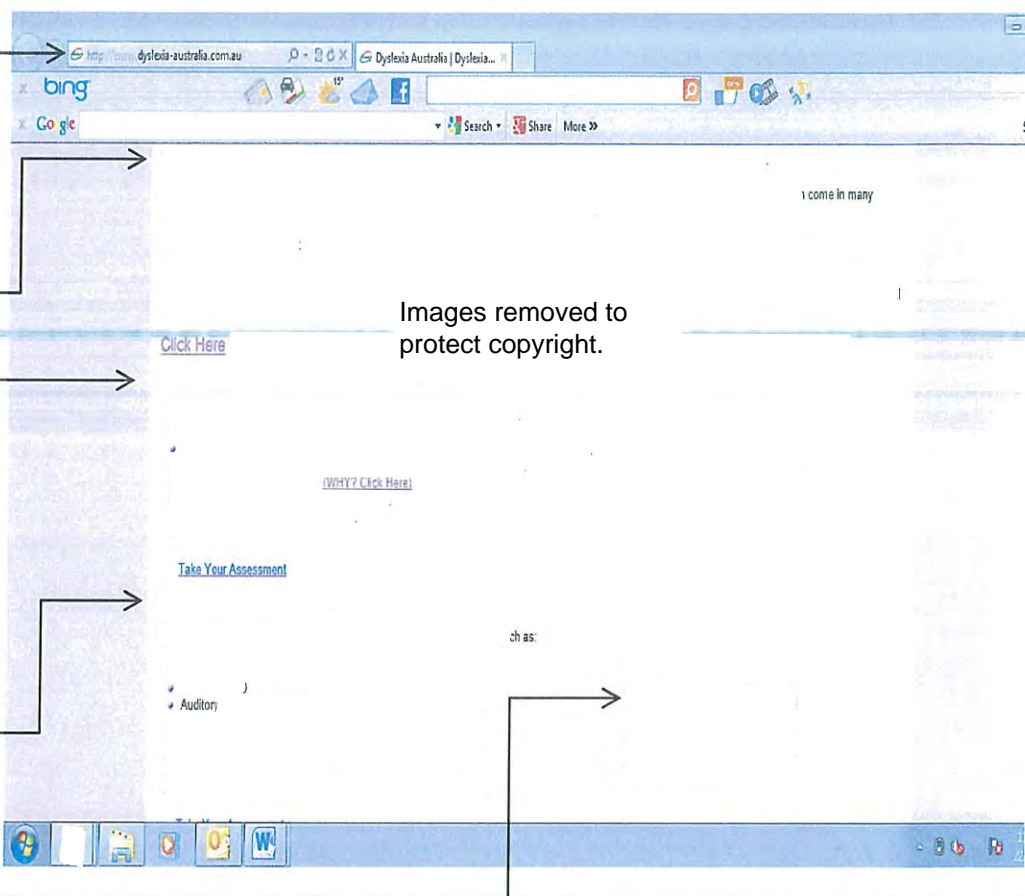 dyslexia-australia.com.au Dyslexia Australia | Dyslexia...
bing 15°
Google Search Share More »
come in many
Images removed to
protect copyright.
Click Here
(WHY? Click Here)
Take Your Assessment
ch as:
)
Auditory